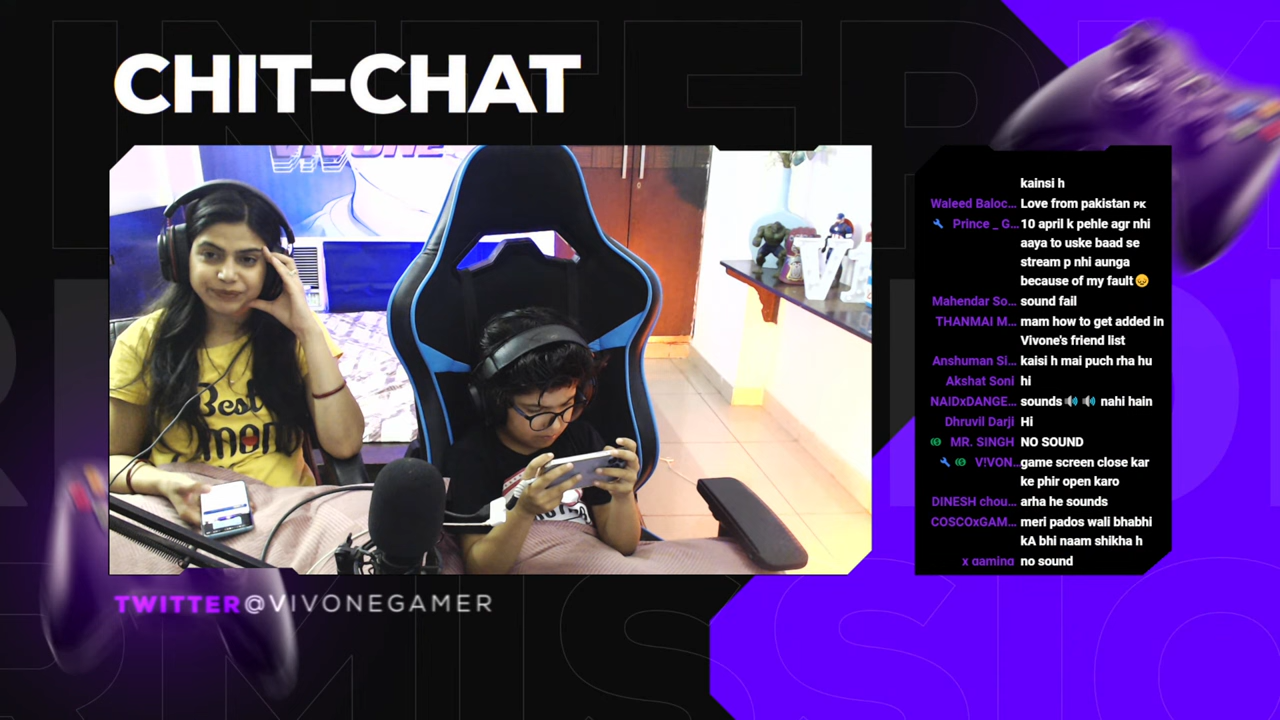 CHIT-CHAT
VIVONE
Best
MOM
kainsi h
Waleed Baloc... Love from pakistan PK
Prince _ G... 10 april k pehle agr nhi
aaya to uske baad se
stream p nhi aunga
because of my fault😞
Mahendar So... sound fail
THANMAI M... mam how to get added in
Vivone's friend list
Anshuman Si... kaisi h mai puch rha hu
Akshat Soni hi
NAIDxDANGE... sounds🔊 🔊 nahi hain
Dhruvil Darji Hi
MR. SINGH NO SOUND
V!VON... game screen close kar
ke phir open karo
DINESH chou... arha he sounds
COSCOxGAM... meri pados wali bhabhi
kA bhi naam shikha h
x gaming no sound
TWITTER@VIVONEGAMER